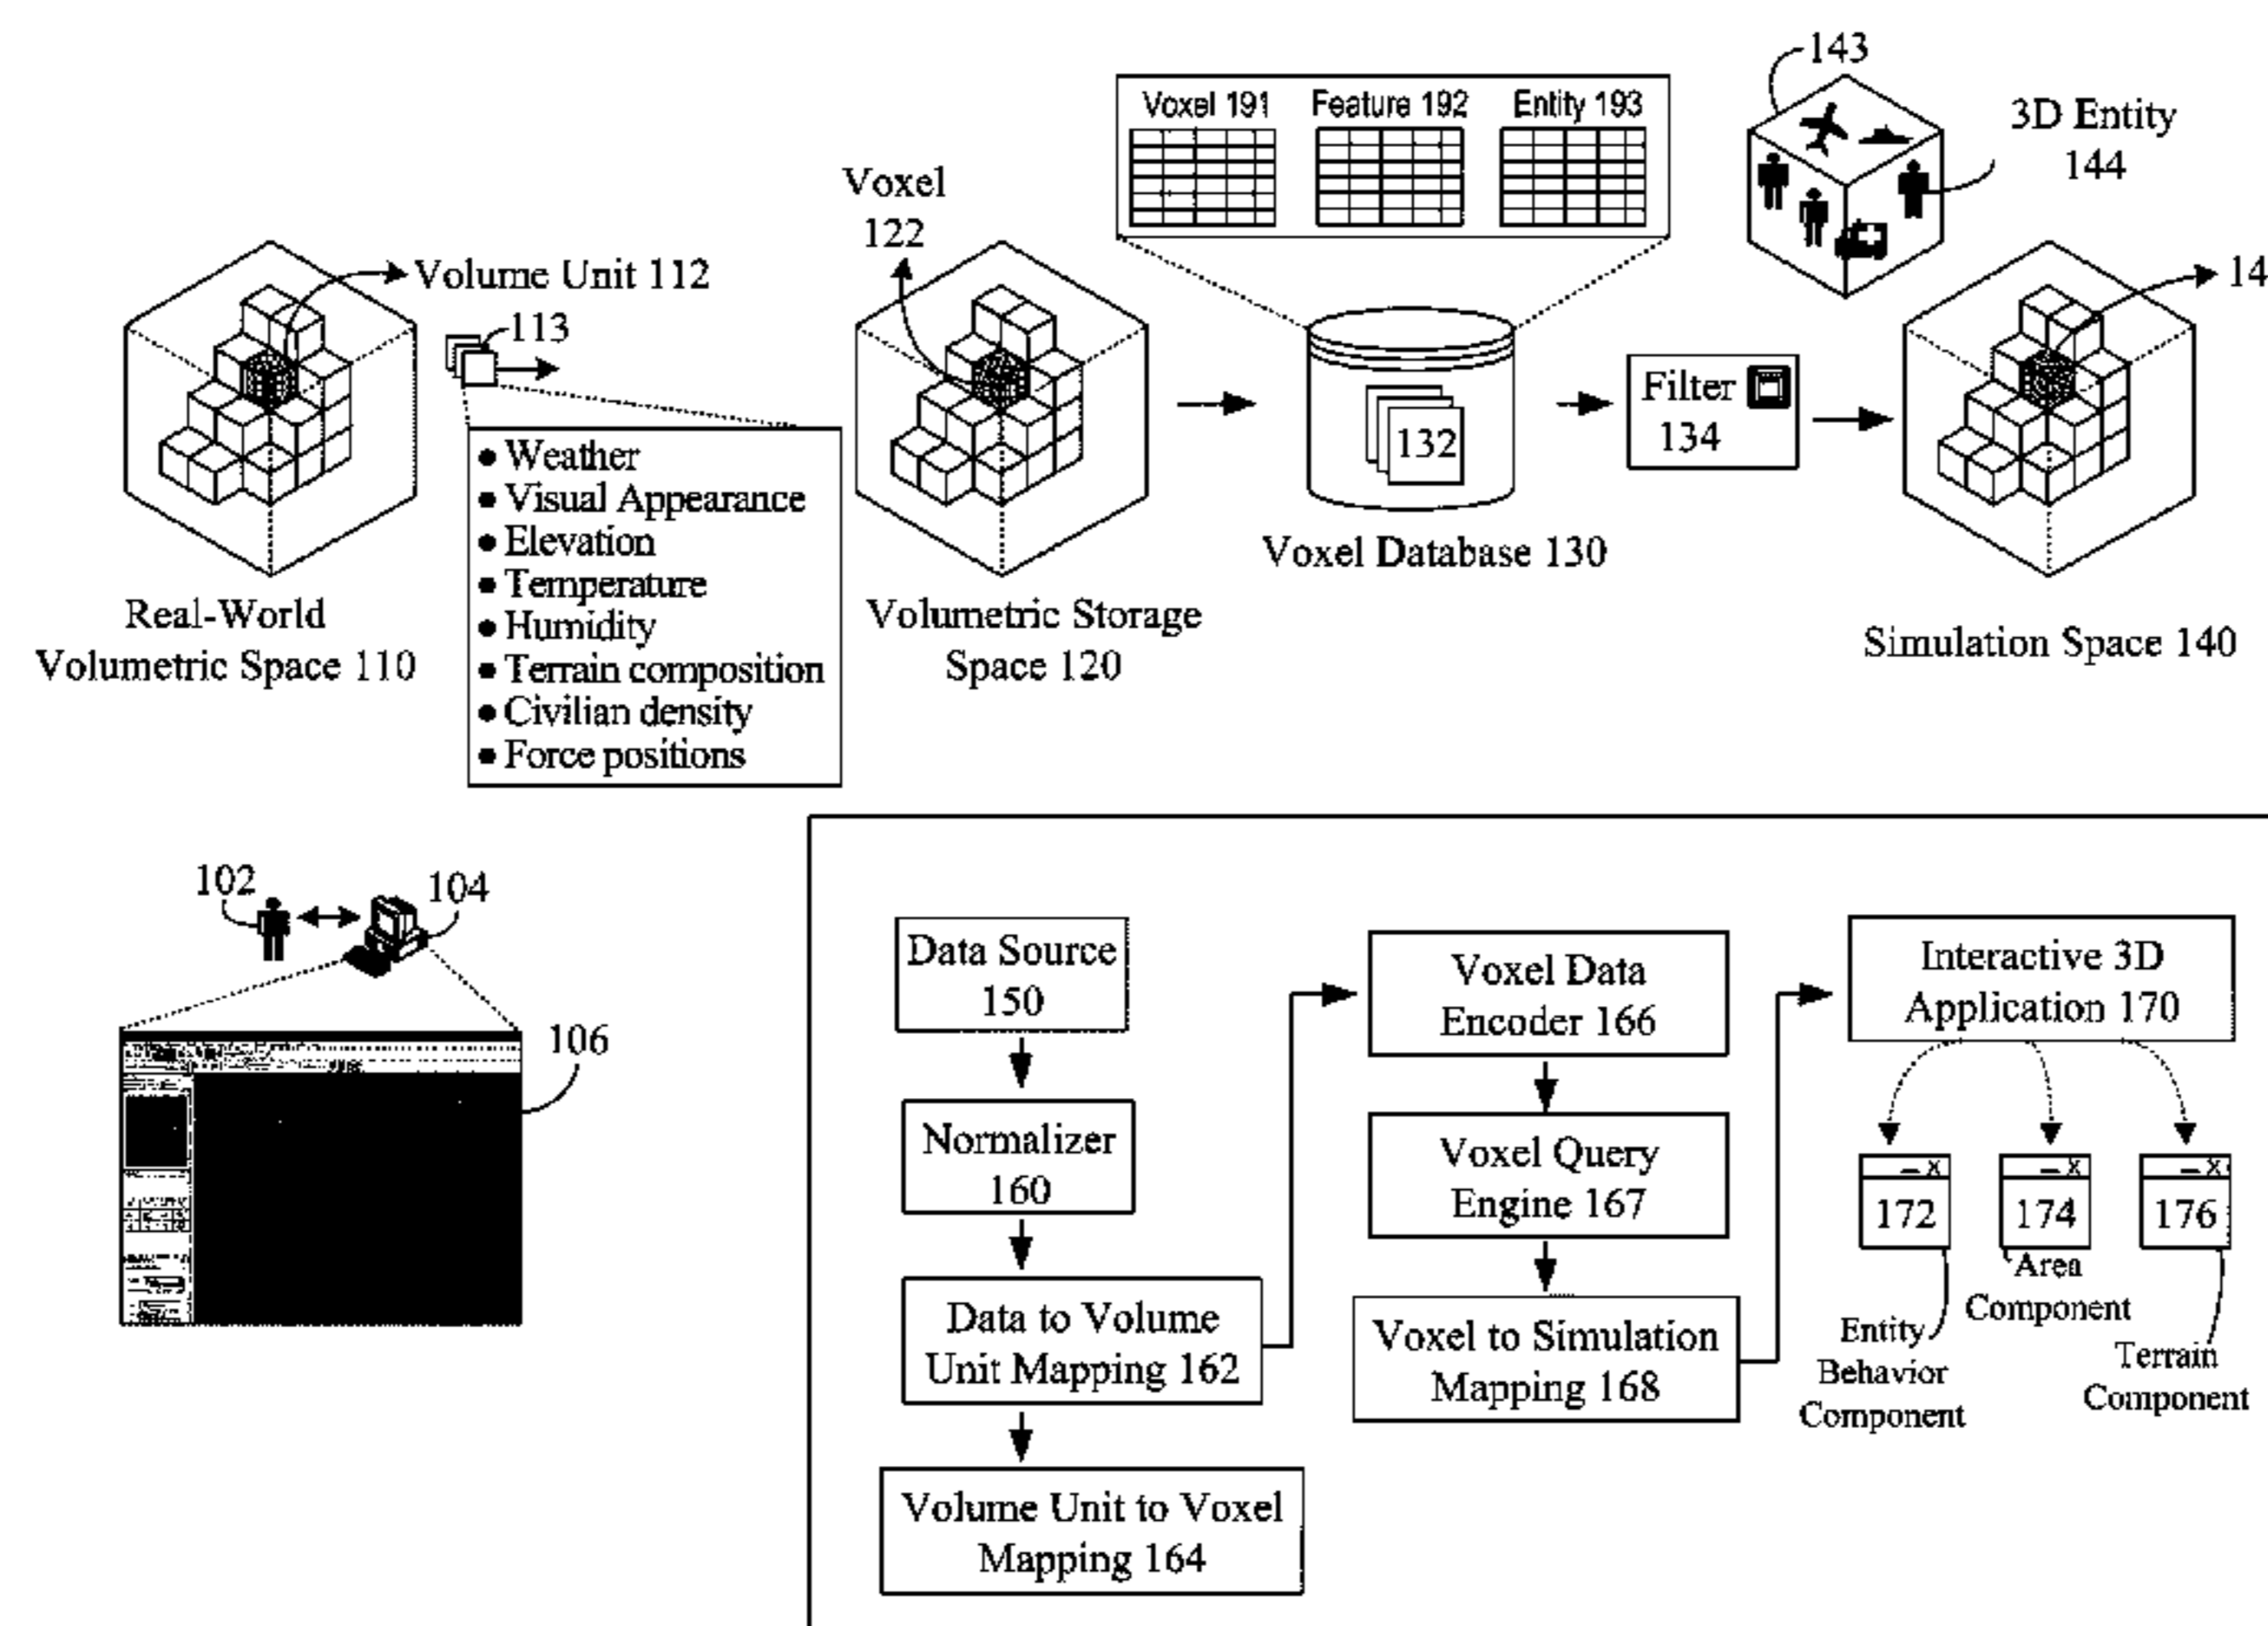 143
Voxel 191
Feature 192
Entity 193
3D Entity
144
Voxel
122
Volume Unit 112
113
14
Filter
134
132
• Weather
• Visual Appearance
• Elevation
• Temperature
• Humidity
• Terrain composition
• Civilian density
• Force positions
Voxel Database 130
Real-World
Volumetric Space 110
Volumetric Storage
Space 120
Simulation Space 140
102
104
106
Data Source
150
Normalizer
160
Data to Volume
Unit Mapping 162
Volume Unit to Voxel
Mapping 164
Voxel Data
Encoder 166
Voxel Query
Engine 167
Voxel to Simulation
Mapping 168
Interactive 3D
Application 170
172
174
176
Entity
Behavior
Component
Area
Component
Terrain
Component